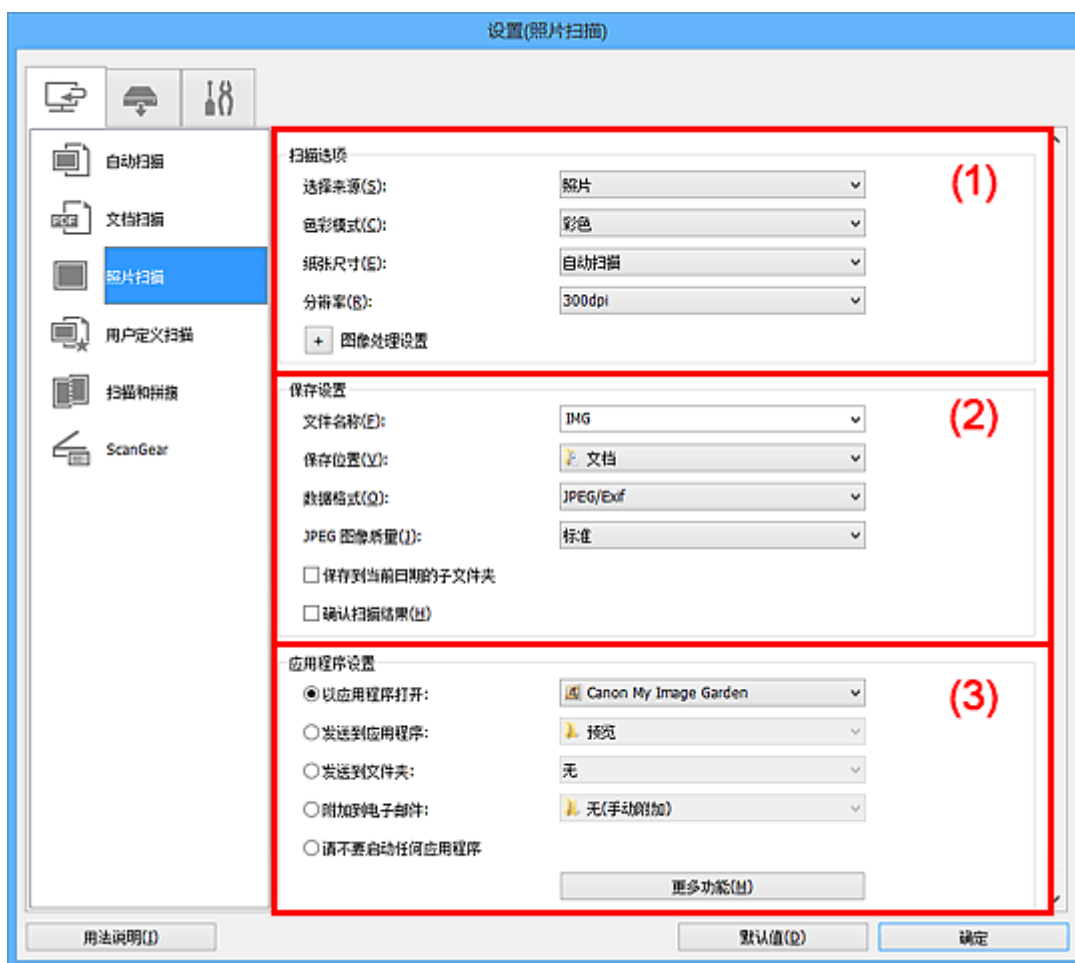 设置(照片扫描)
自动扫描
文档扫描
照片扫描
用户定义扫描
扫描和拼接
ScanGear
扫描选项
(1)
选择来源(S):
照片
色彩模式(C):
彩色
纸张尺寸(E):
自动扫描
分辨率(R):
300dpi
+ 图像处理设置
保存设置
(2)
文件名称(F):
IMG
保存位置(V):
文档
数据格式(O):
JPEG/Exif
JPEG 图像质量(J):
标准
保存到当前日期的子文件夹
确认扫描结果(H)
应用程序设置
(3)
以应用程序打开:
Canon My Image Garden
发送到应用程序:
预览
发送到文件夹:
无
附加到电子邮件:
无(手动附加)
请不要启动任何应用程序
更多功能(M)
用法说明(I)
默认值(D)
确定